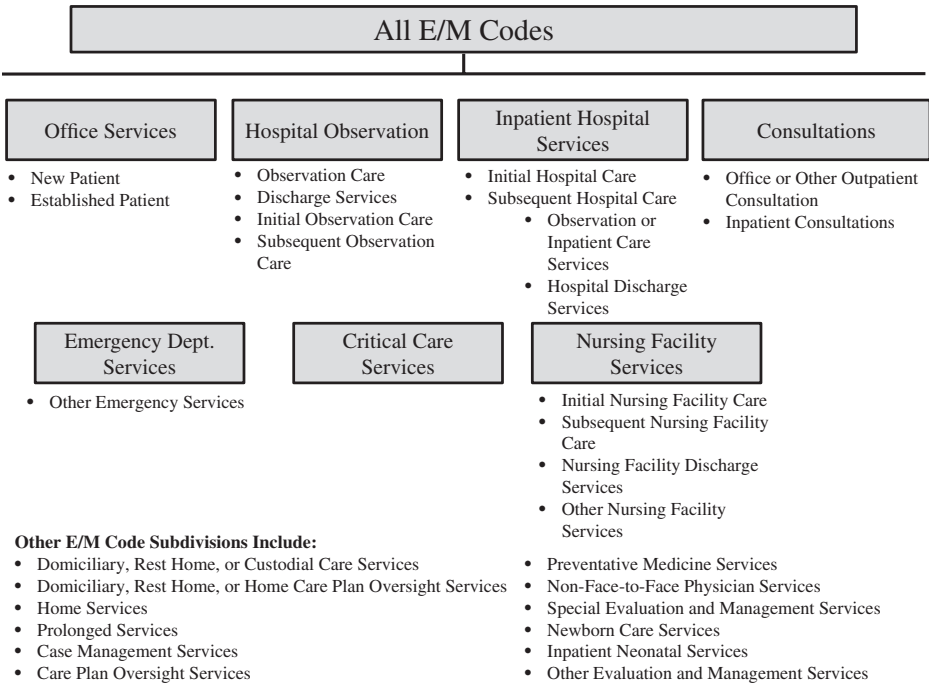 All E/M Codes
Office Services
• New Patient
• Established Patient
Hospital Observation
• Observation Care
• Discharge Services
• Initial Observation Care
• Subsequent Observation
Care
Inpatient Hospital
Services
• Initial Hospital Care
• Subsequent Hospital Care
• Observation or
Inpatient Care
Services
• Hospital Discharge
Services
Consultations
• Office or Other Outpatient
Consultation
• Inpatient Consultations
Emergency Dept.
Services
• Other Emergency Services
Critical Care
Services
Nursing Facility
Services
• Initial Nursing Facility Care
• Subsequent Nursing Facility
Care
• Nursing Facility Discharge
Services
• Other Nursing Facility
Services
Other E/M Code Subdivisions Include:
• Domiciliary, Rest Home, or Custodial Care Services
• Domiciliary, Rest Home, or Home Care Plan Oversight Services
• Home Services
• Prolonged Services
• Case Management Services
• Care Plan Oversight Services
• Preventative Medicine Services
• Non-Face-to-Face Physician Services
• Special Evaluation and Management Services
• Newborn Care Services
• Inpatient Neonatal Services
• Other Evaluation and Management Services